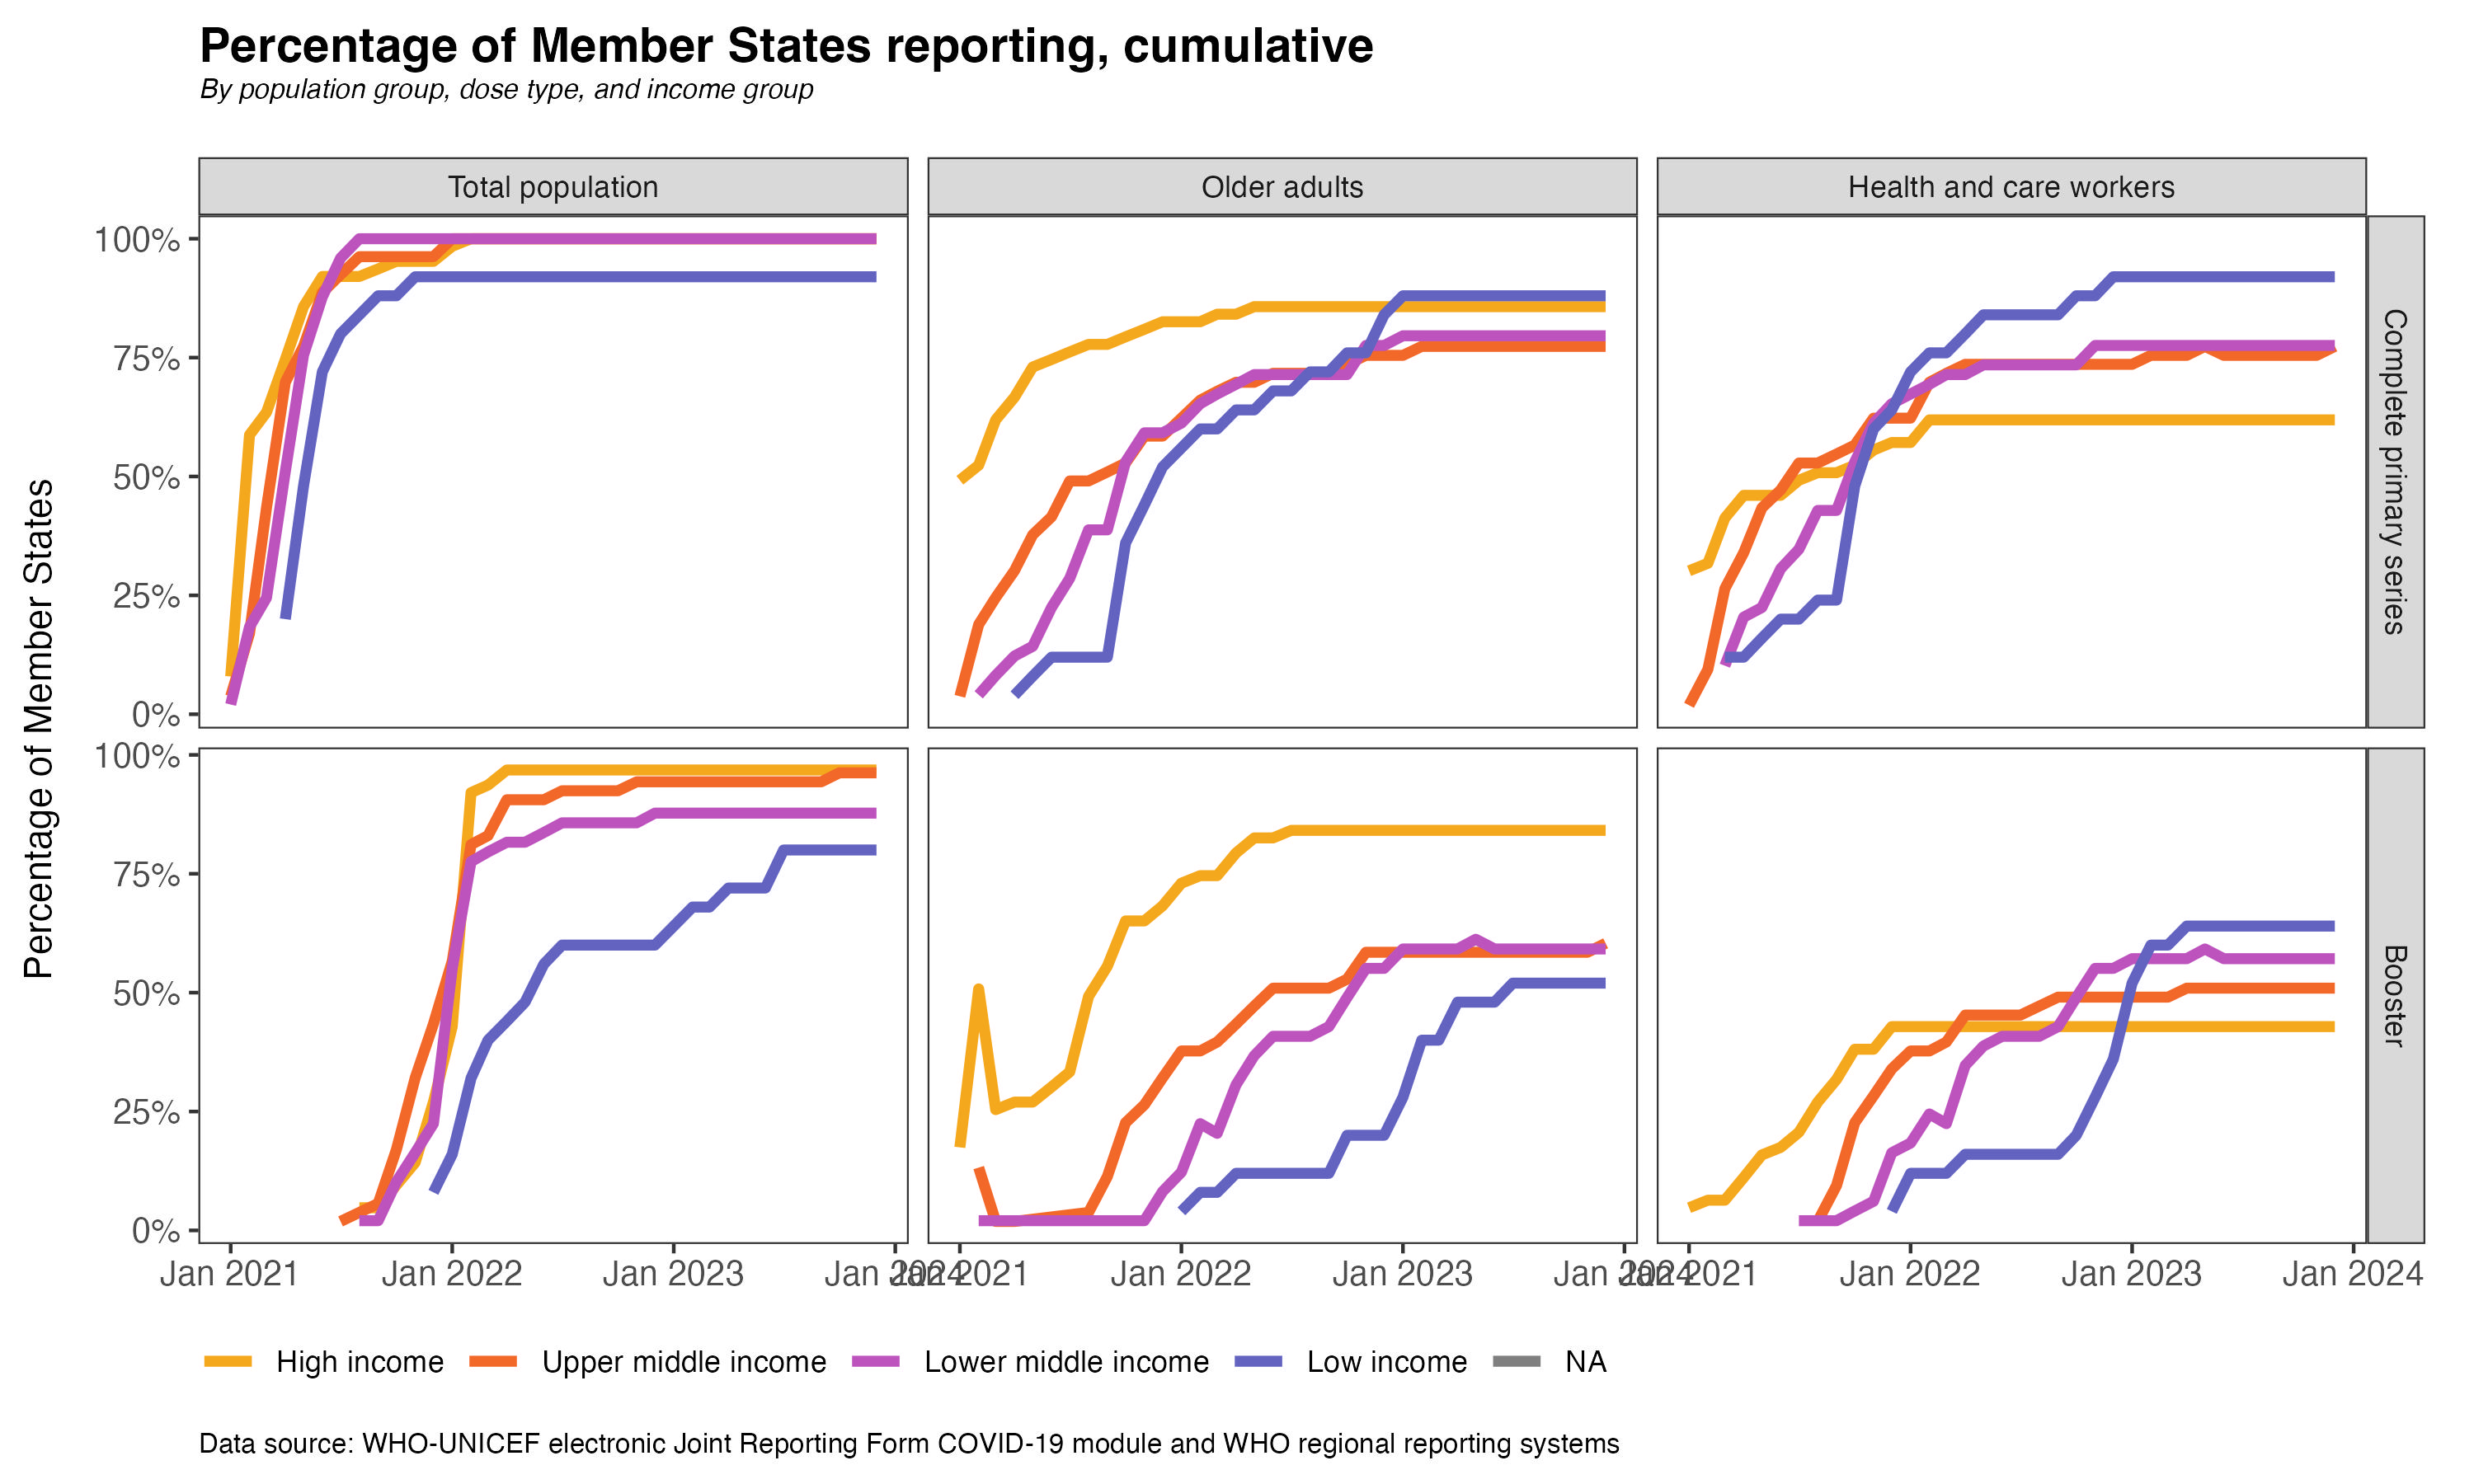 Percentage of Member States reporting, cumulative
By population group, dose type, and income group
Total population
Older adults
Health and care workers
Percentage of Member States
100%
75%
50%
25%
0%
Complete primary series
100%
75%
50%
25%
0%
Booster
Jan 2021
Jan 2022
Jan 2023
Jan 2024
Jan 2021
Jan 2022
Jan 2023
Jan 2024
Jan 2021
Jan 2022
Jan 2023
Jan 2024
High income
Upper middle income
Lower middle income
Low income
NA
Data source: WHO-UNICEF electronic Joint Reporting Form COVID-19 module and WHO regional reporting systems